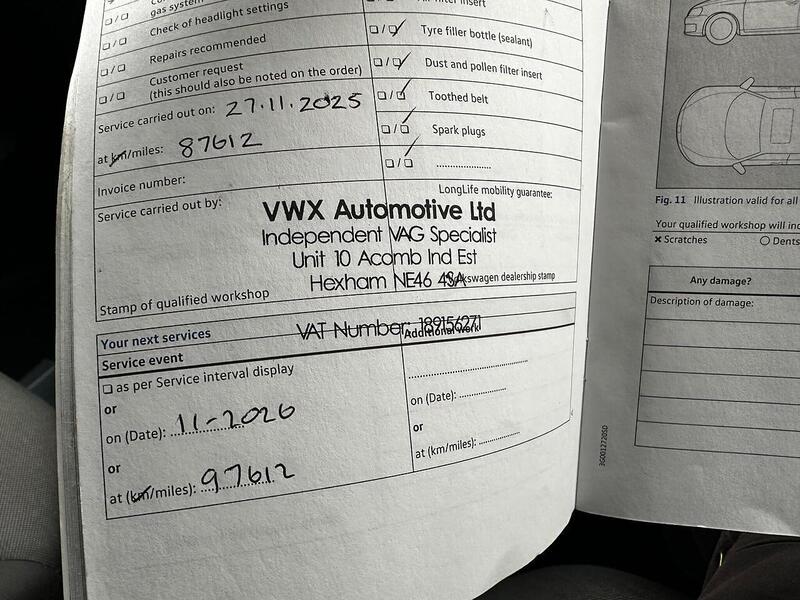 gas system
Check of headlight settings
Repairs recommended
Customer request
(this should also be noted on the order)
Service carried out on: 27.11.2025
at km/miles: 87612
Invoice number:
Service carried out by:
filter insert
Tyre filler bottle (sealant)
Dust and pollen filter insert
Toothed belt
Spark plugs
LongLife mobility guarantee:
VWX Automotive Ltd
Independent VAG Specialist
Unit 10 Acomb Ind Est
Hexham NE46 4SA
dealership stamp
Stamp of qualified workshop
VAT Number: 189156271
Your next services
Additional work
Service event
as per Service interval display
or
on (Date): 11-2026
or
at (km/miles): 97612
on (Date):
or
at (km/miles):
Fig. 11 Illustration valid for all
Your qualified workshop will
Scratches
Dents
Any damage?
Description of damage:
3G0012720SD